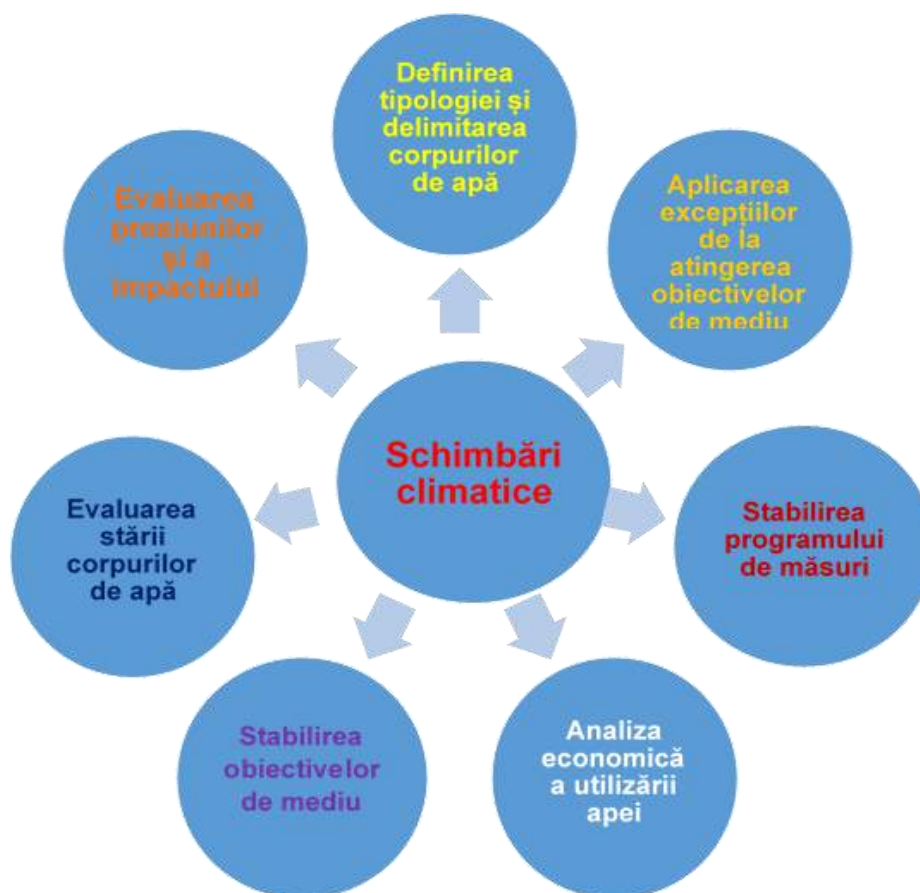 Definirea
tipologiei și
delimitarea
corpurilor
de apă
Evaluarea
presiunilor
și a
impactului
Aplicarea
excepțiilor
de la
atingerea
obiectivelor
de mediu
Schimbări
climatice
Evaluarea
stării
corpurilor
de apă
Stabilirea
programului
de măsuri
Stabilirea
obiectivelor
de mediu
Analiza
economică
a utilizării
apei